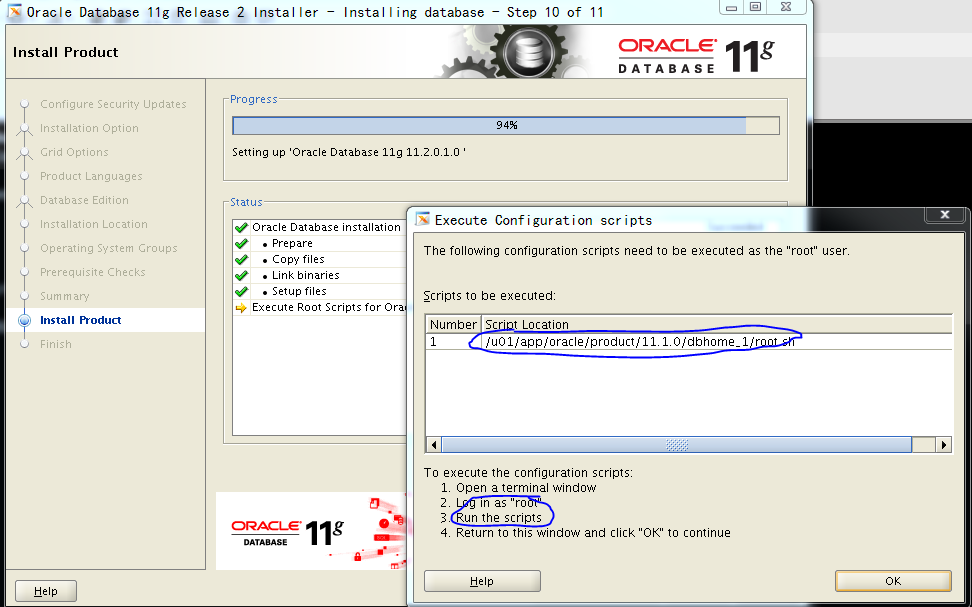 Oracle Database 11g Release 2 Installer - Installing database - Step 10 of 11
Install Product
ORACLE
DATABASE 11g
Configure Security Updates
Installation Option
Grid Options
Product Languages
Database Edition
Installation Location
Operating System Groups
Prerequisite Checks
Summary
Install Product
Finish
Progress
94%
Setting up 'Oracle Database 11g 11.2.0.1.0 '
Status
Oracle Database installation
• Prepare
• Copy files
• Link binaries
• Setup files
Execute Root Scripts for Orac
ORACLE
DATABASE 11g
Help
Execute Configuration scripts
The following configuration scripts need to be executed as the "root" user.
Scripts to be executed:
Number Script Location
1 /u01/app/oracle/product/11.1.0/dbhome_1/root.sh
To execute the configuration scripts:
1. Open a terminal window
2. Log in as "root"
3. Run the scripts
4. Return to this window and click "OK" to continue
Help
OK